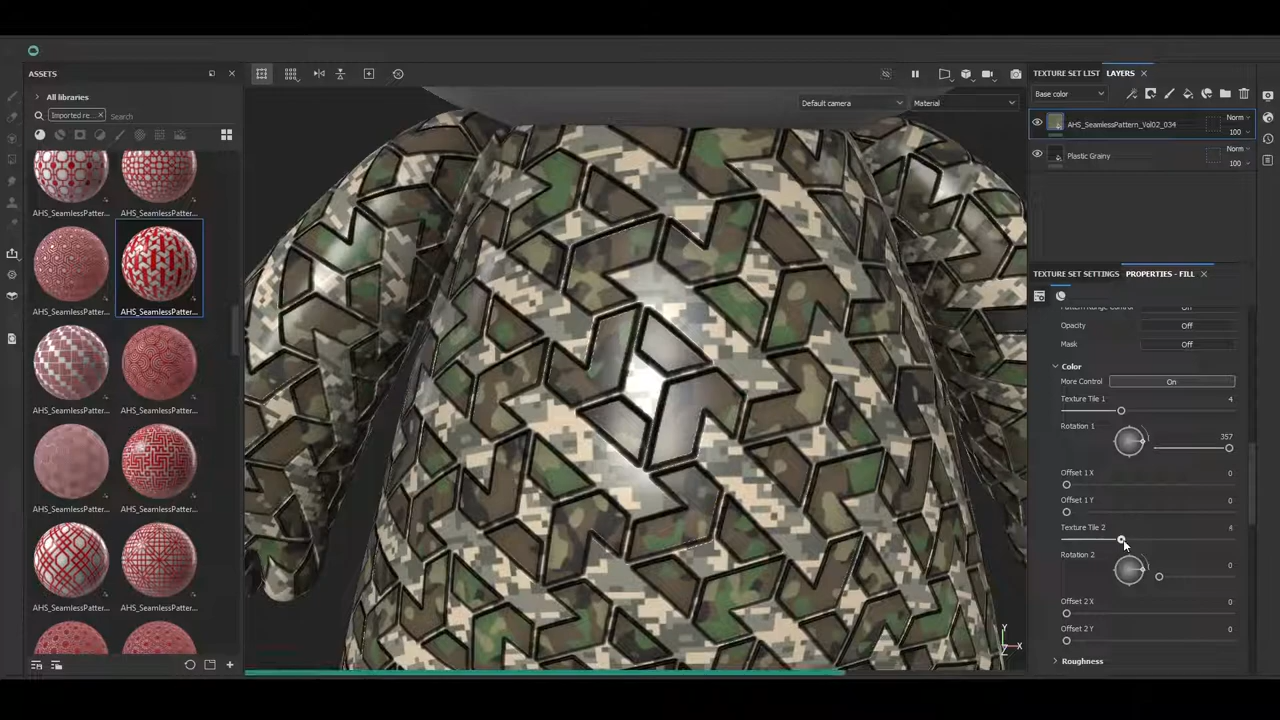 ASSETS
All libraries
Imported re...
Search
AHS_SeamlessPatter...
AHS_SeamlessPatter...
AHS_SeamlessPatter...
AHS_SeamlessPatter...
AHS_SeamlessPatter...
AHS_SeamlessPatter...
AHS_SeamlessPatter...
AHS_SeamlessPatter...
AHS_SeamlessPatter...
AHS_SeamlessPatter...
Default camera
Material
Y
X
Z
TEXTURE SET LIST
LAYERS
Base color
AHS_SeamlessPattern_Vol02_034
Norm
100
Plastic Grainy
Norm
100
TEXTURE SET SETTINGS
PROPERTIES - FILL
Pattern Range Control
Opacity
Off
Mask
Off
Color
More Control
On
Texture Tile 1
4
Rotation 1
357
Offset 1 X
0
Offset 1 Y
0
Texture Tile 2
4
Rotation 2
0
Offset 2 X
0
Offset 2 Y
0
Roughness